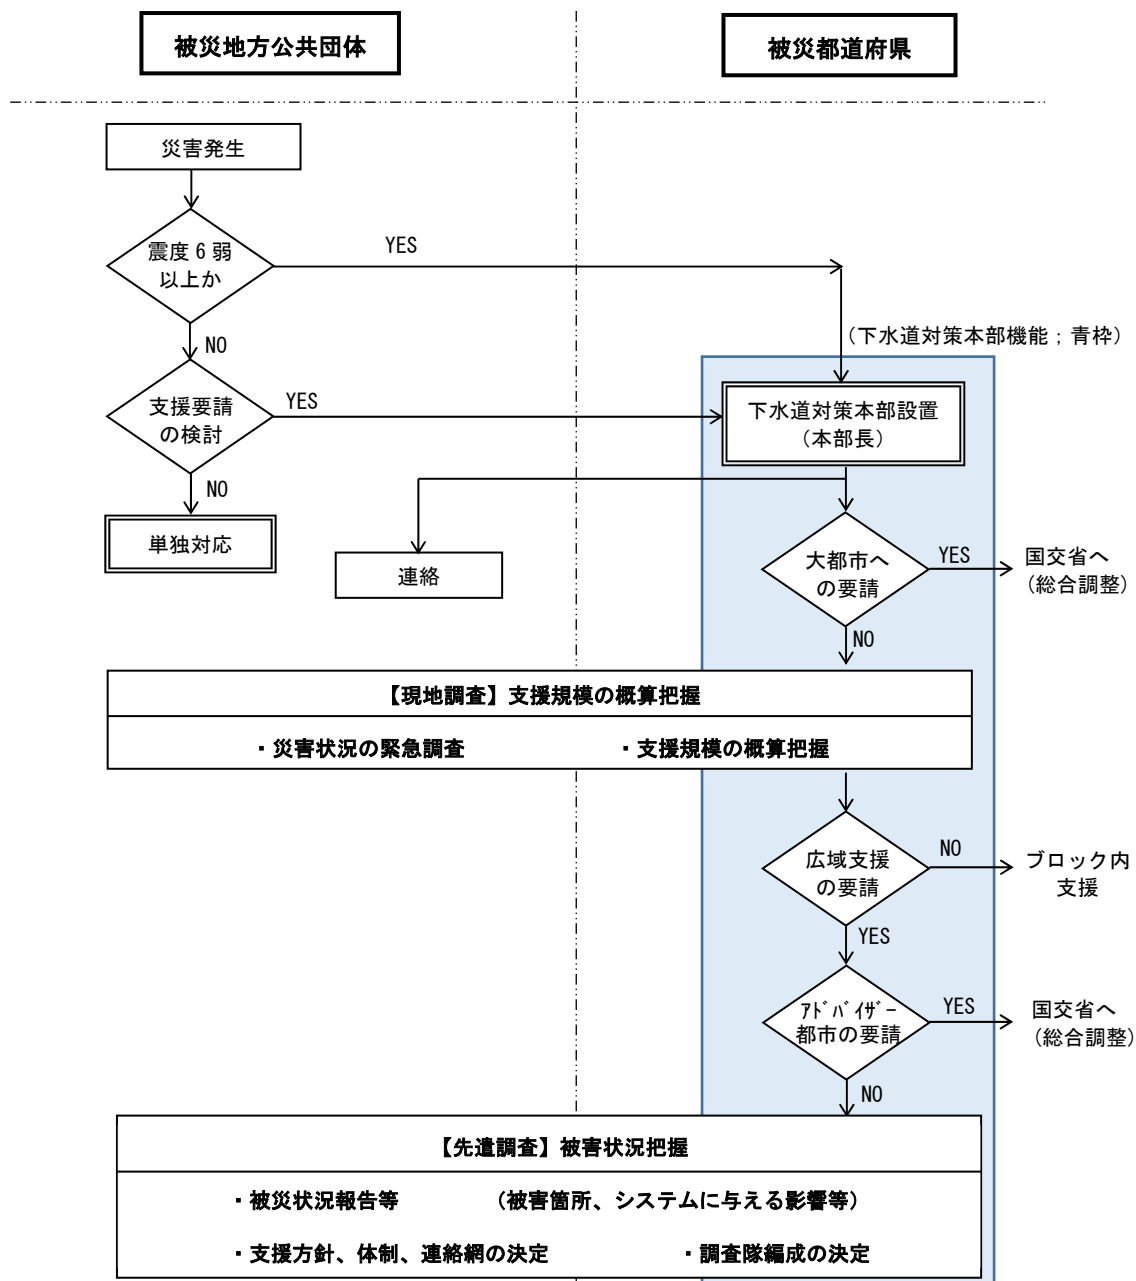 被災地方公共団体
被災都道府県
災害発生
震度6弱
以上か
YES
NO
(下水道対策本部機能;青枠)
支援要請
の検討
YES
下水道対策本部設置
(本部長)
NO
単独対応
連絡
大都市へ
の要請
YES
国交省へ
(総合調整)
NO
【現地調査】支援規模の概算把握
・災害状況の緊急調査 ・支援規模の概算把握
広域支援
の要請
NO
ブロック内
支援
YES
アドバイザー
都市の要請
YES
国交省へ
(総合調整)
NO
【先遣調査】被害状況把握
・被災状況報告等 (被害箇所、システムに与える影響等)
・支援方針、体制、連絡網の決定 ・調査隊編成の決定